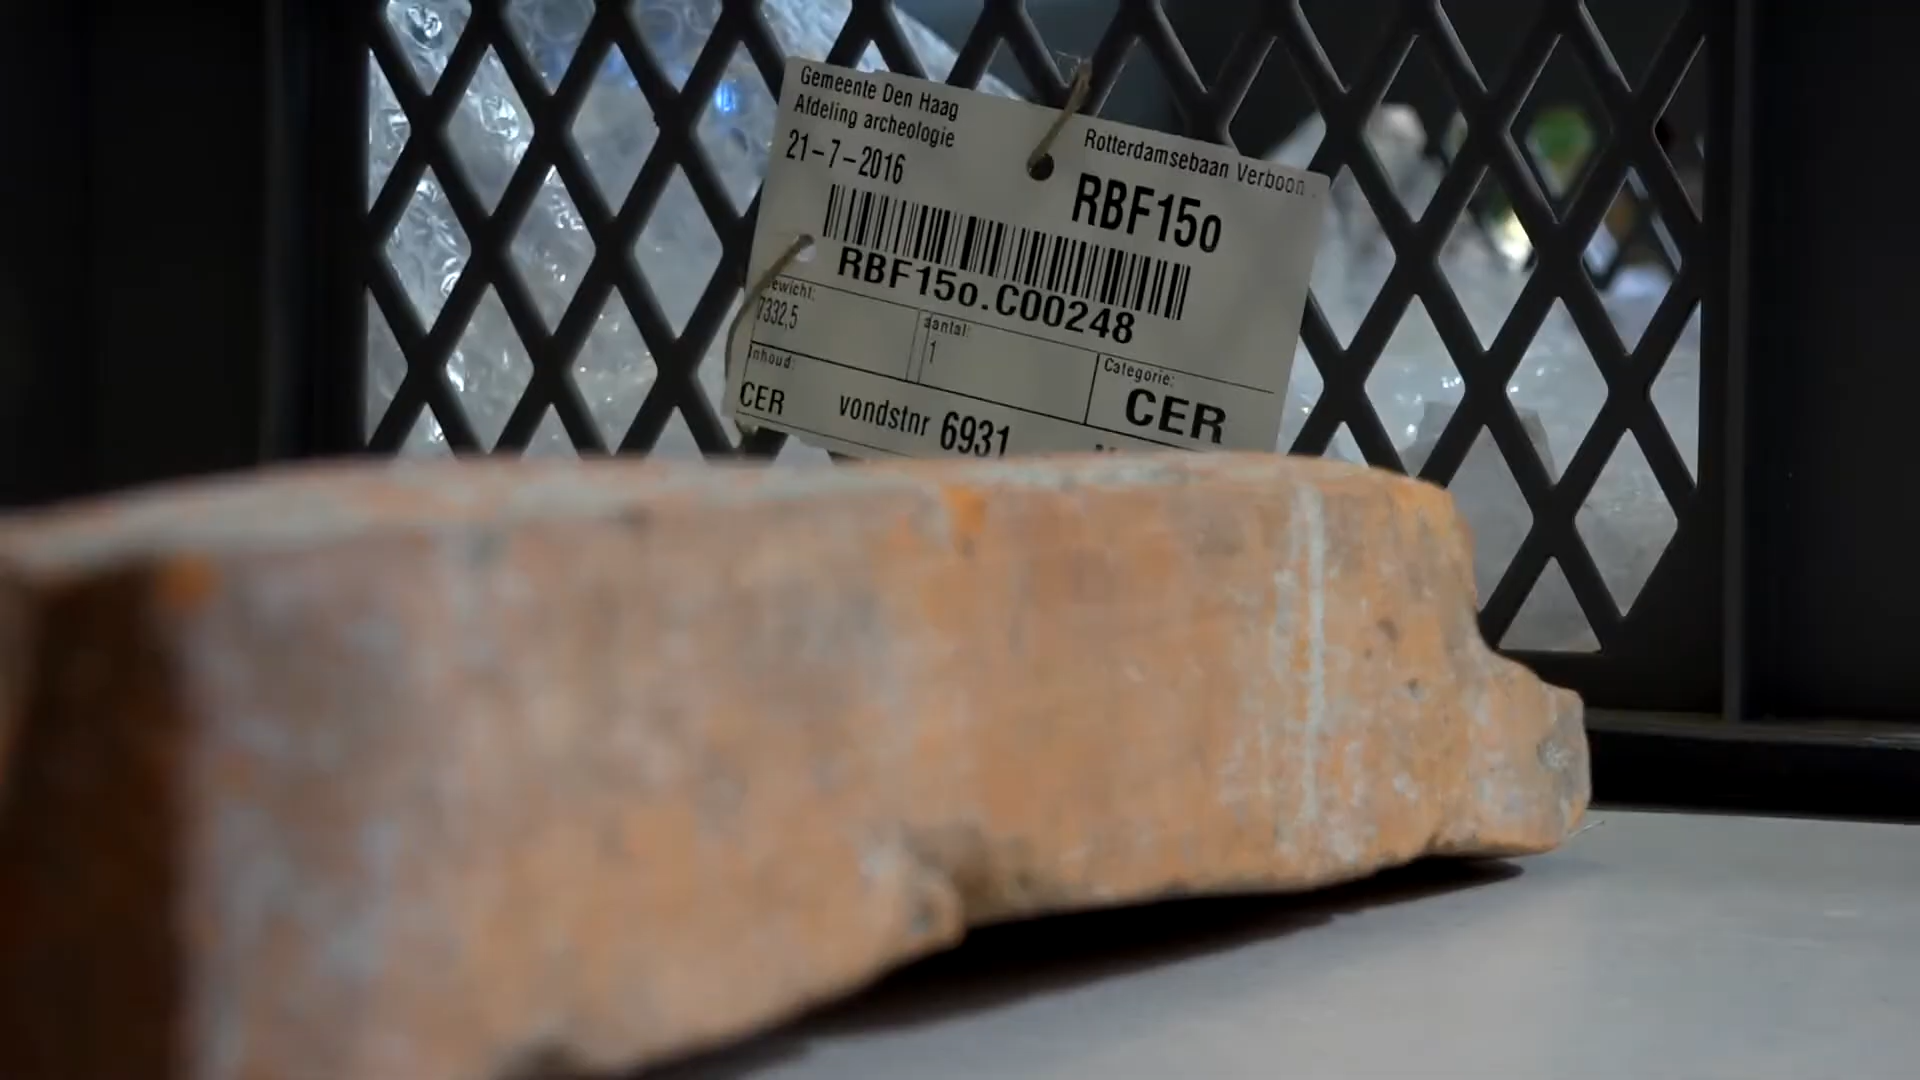 Gemeente Den Haag
Afdeling archeologie
21-7-2016
Rotterdamsebaan Verboon
RBF15o
RBF15o.C00248
ewicht:
7332,5
aantal:
1
Inhoud:
CER
vondstnr 6931
Categorie:
CER